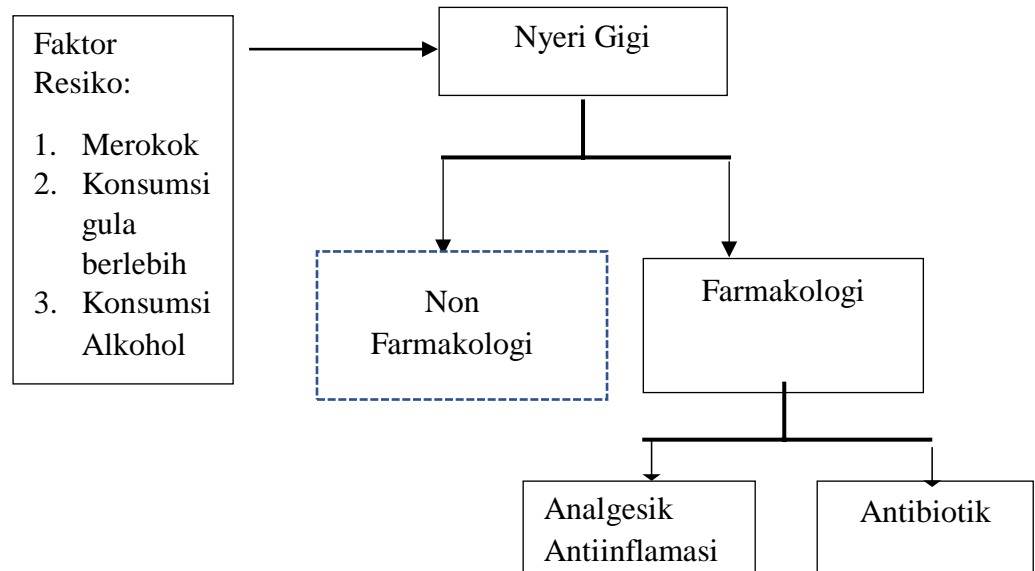 Faktor
Resiko:
1. Merokok
2. Konsumsi
gula
berlebih
3. Konsumsi
Alkohol
Nyeri Gigi
Non
Farmakologi
Farmakologi
Analgesik
Antiinflamasi
Antibiotik